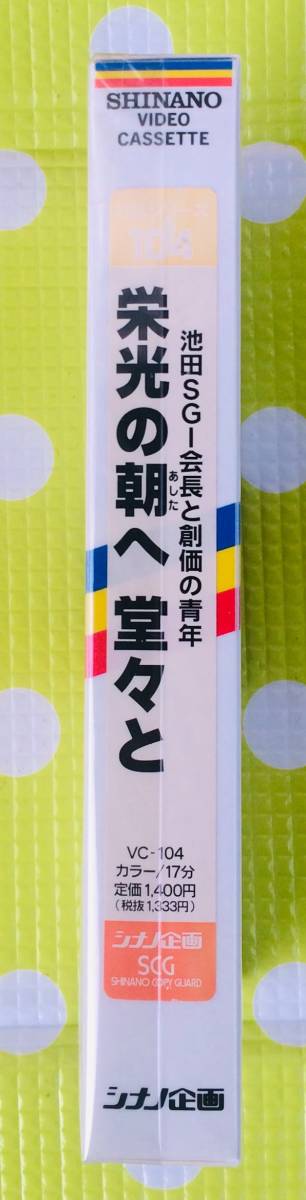 SHINANO
VIDEO
CASSETTE
104
池田SGI会長と創価の青年
栄光の朝へ 堂々と
あした
VC-104
カラー/17分
定価1,400円
(税抜1,333円)
シナノ企画
SCG
SHINANO COPY GUARD
シナノ企画